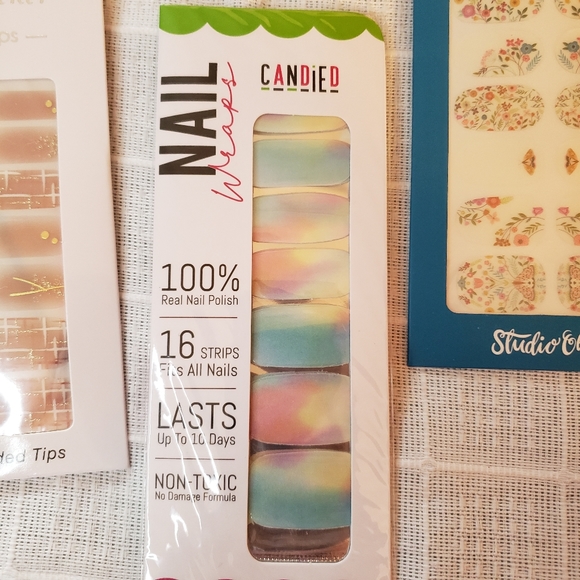 NAIL
Wraps
CANDiED
100%
Real Nail Polish
16 STRIPS
Fits All Nails
LASTS
Up To 10 Days
NON-TOXIC
No Damage Formula
Tips
Studio